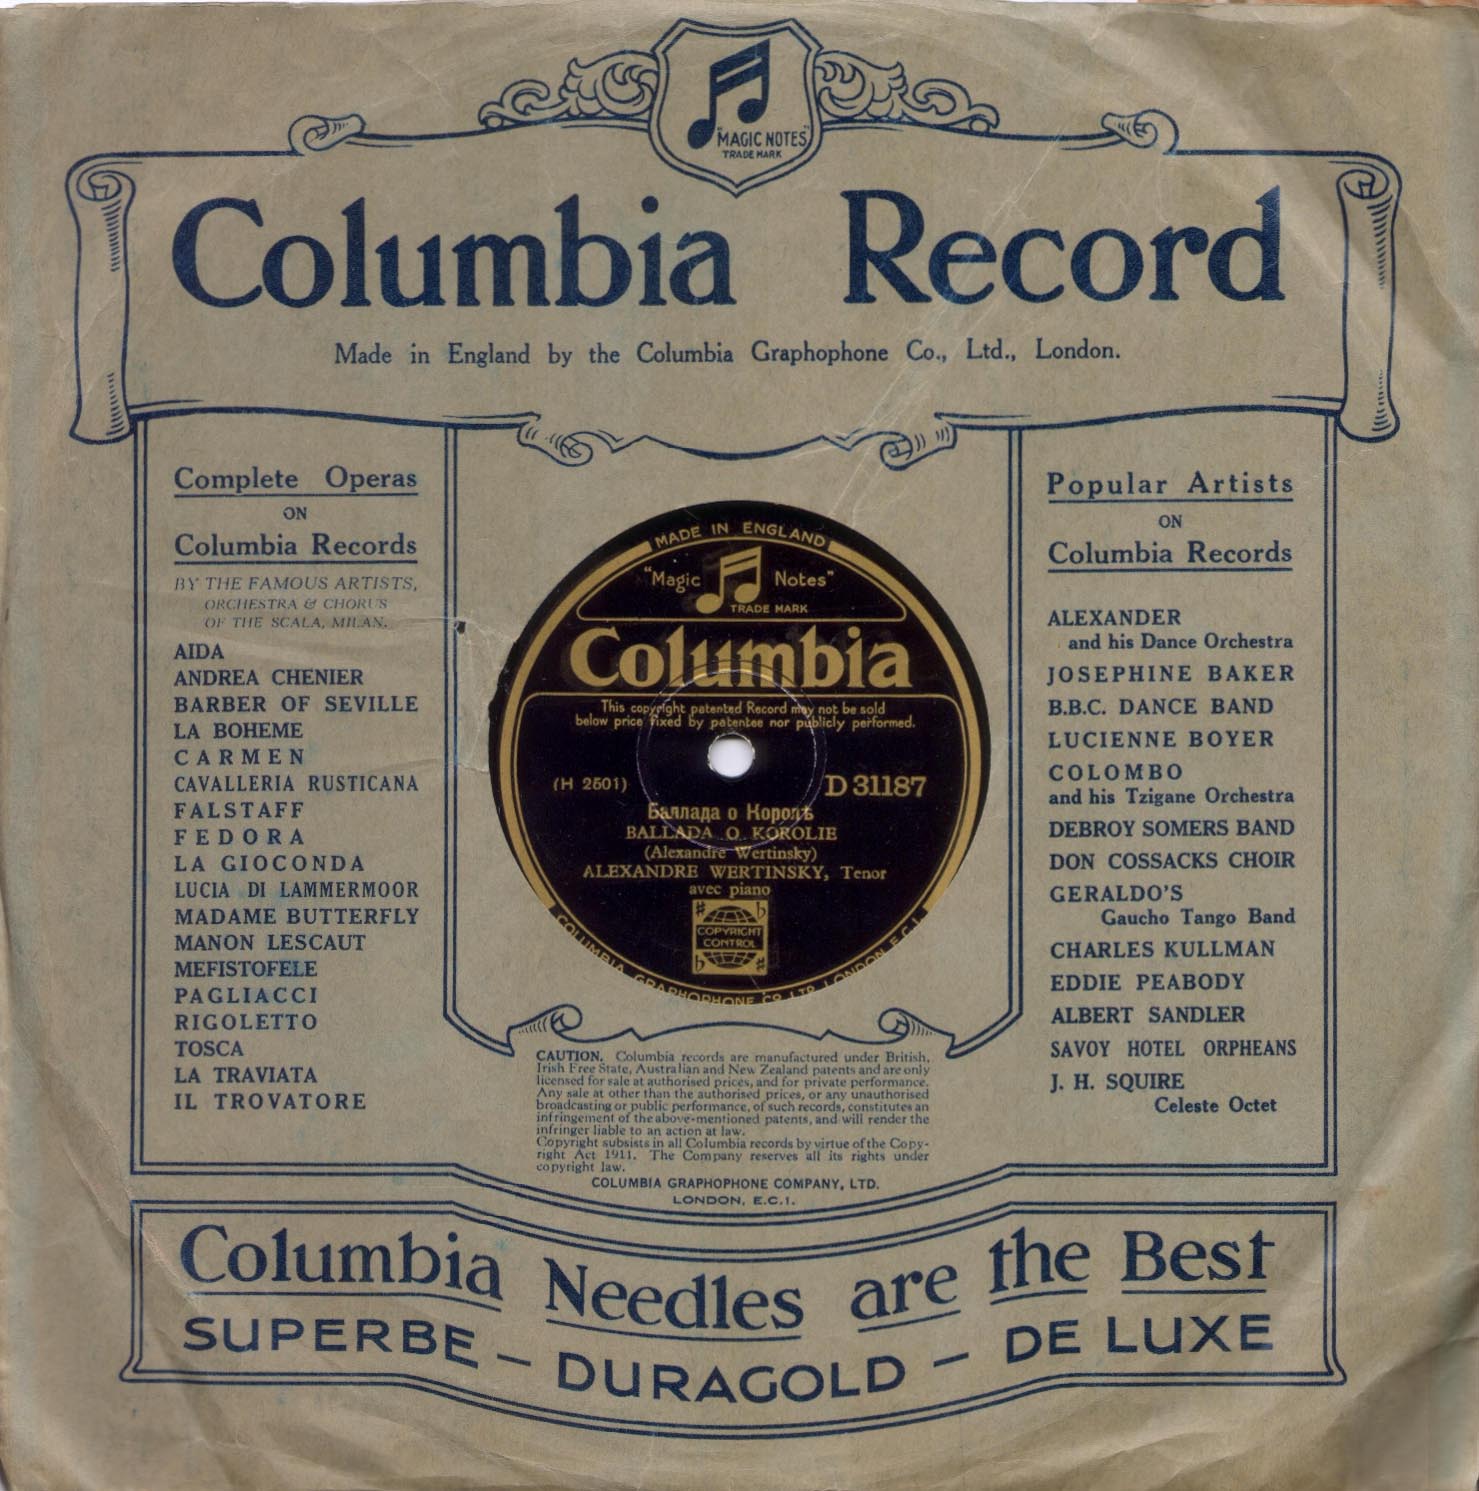 "MAGIC NOTES"
TRADE MARK
Columbia Record
Made in England by the Columbia Graphophone Co., Ltd., London.
Complete Operas
ON
Columbia Records
BY THE FAMOUS ARTISTS,
ORCHESTRA & CHORUS
OF THE SCALA, MILAN.
AIDA
ANDREA CHENIER
BARBER OF SEVILLE
LA BOHEME
CARMEN
CAVALLERIA RUSTICANA
FALSTAFF
FEDORA
LA GIOCONDA
LUCIA DI LAMMERMOOR
MADAME BUTTERFLY
MANON LESCAUT
MEFISTOFELE
PAGLIACCI
RIGOLETTO
TOSCA
LA TRAVIATA
IL TROVATORE
MADE IN ENGLAND
"Magic Notes"
TRADE MARK
Columbia
This copyright patented Record may not be sold
below price fixed by patentee nor publicly performed.
(H 2501) D 31187
Баллада о Королѣ
BALLADA O KOROLIE
(Alexandre Wertinsky)
ALEXANDRE WERTINSKY, Tenor
avec piano
COPYRIGHT
CONTROL
COLUMBIA GRAPHOPHONE CO. LTD. LONDON E.C.1.
Popular Artists
ON
Columbia Records
ALEXANDER
and his Dance Orchestra
JOSEPHINE BAKER
B.B.C. DANCE BAND
LUCIENNE BOYER
COLOMBO
and his Tzigane Orchestra
DEBROY SOMERS BAND
DON COSSACKS CHOIR
GERALDO'S
Gaucho Tango Band
CHARLES KULLMAN
EDDIE PEABODY
ALBERT SANDLER
SAVOY HOTEL ORPHEANS
J. H. SQUIRE
Celeste Octet
CAUTION. Columbia records are manufactured under British,
Irish Free State, Australian and New Zealand patents and are only
licensed for sale at authorised prices, and for private performance.
Any sale at other than the authorised prices, or any unauthorised
broadcasting or public performance, of such records, constitutes an
infringement of the above-mentioned patents, and will render the
infringer liable to an action at law.
Copyright subsists in all Columbia records by virtue of the Copy-
right Act 1911. The Company reserves all its rights under
copyright law.
COLUMBIA GRAPHOPHONE COMPANY, LTD.
LONDON, E.C.1.
Columbia Needles are the Best
SUPERBE – DURAGOLD – DE LUXE